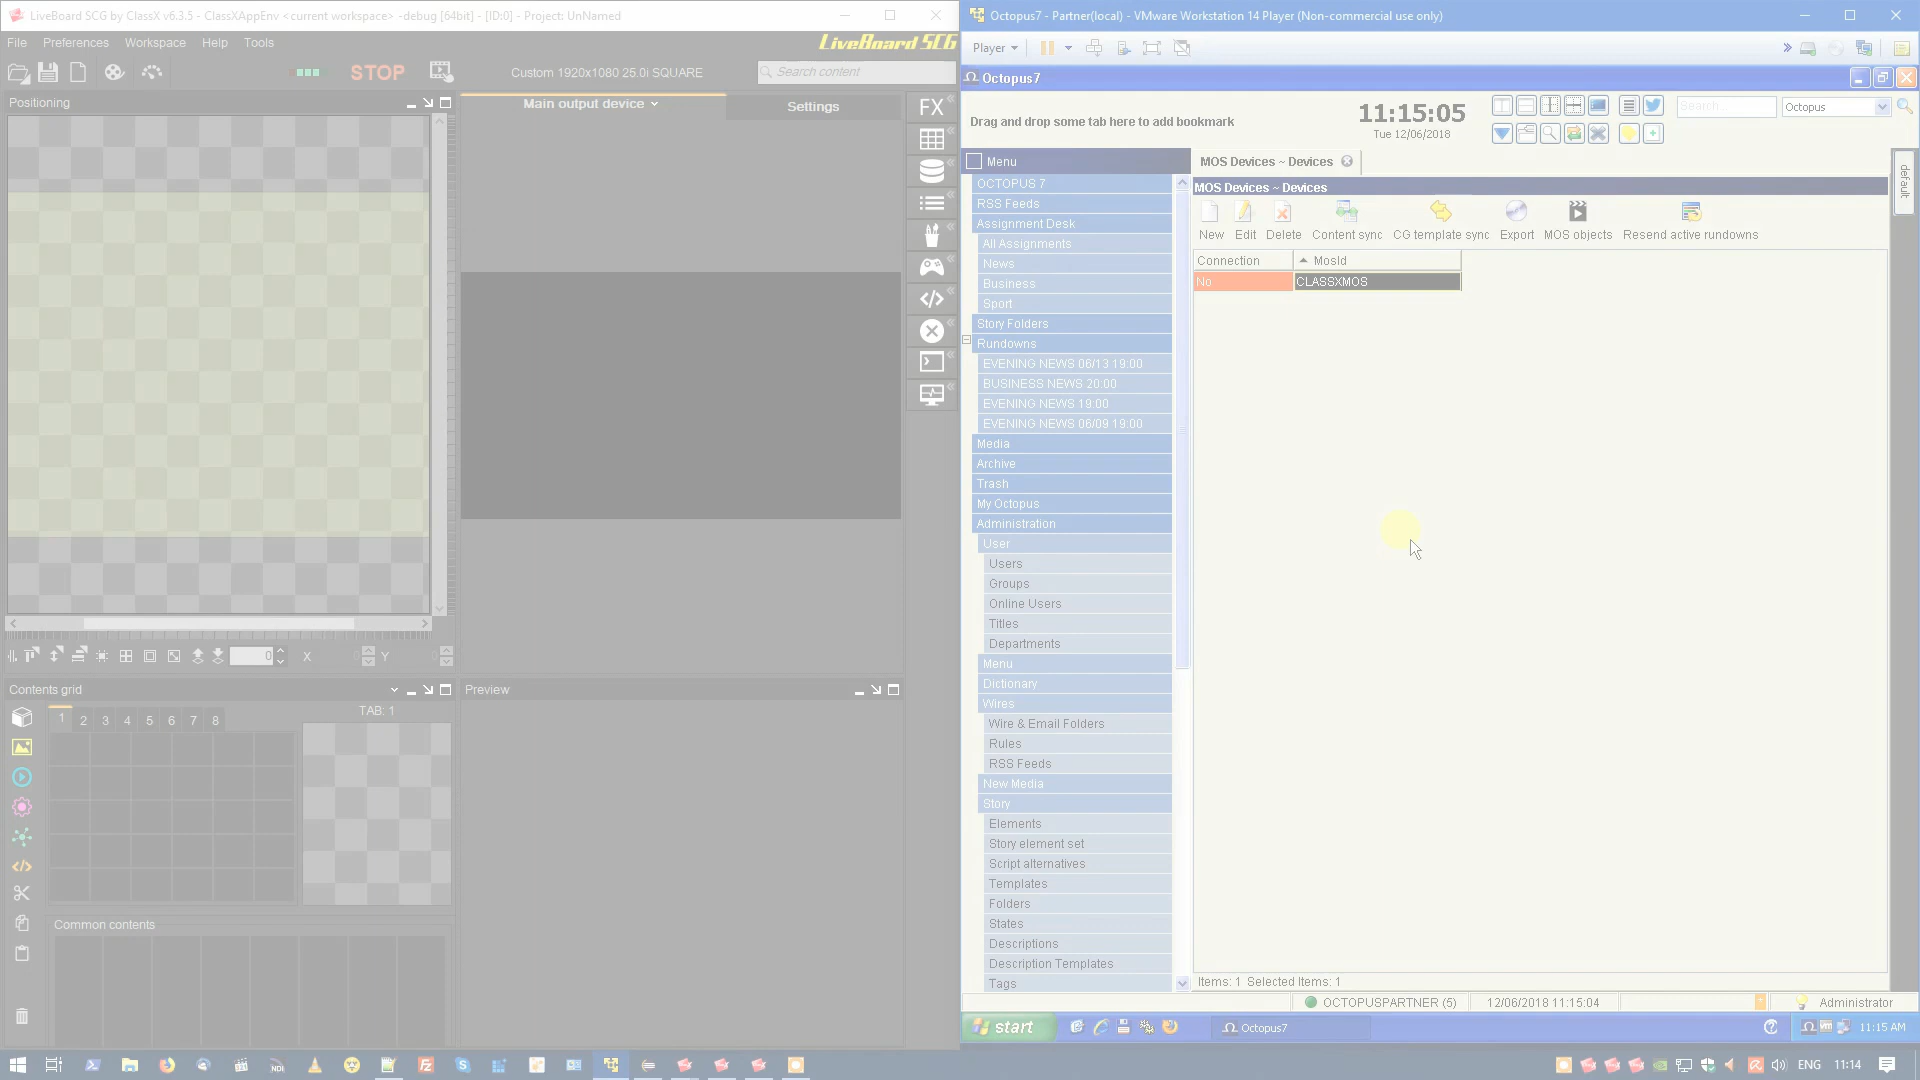 LiveBoard SCG by ClassX v6.3.5 - ClassXAppEnv <current workspace> -debug [64bit] - [ID:0] - Project: UnNamed
File Preferences Workspace Help Tools
LiveBoard SCG
STOP
Custom 1920x1080 25.0i SQUARE
Search content
Positioning
Main output device
Settings
FX
0
X
Y
Contents grid
1 2 3 4 5 6 7 8
TAB: 1
Common contents
Preview
Octopus7 - Partner(local) - VMware Workstation 14 Player (Non-commercial use only)
Player
Octopus7
Drag and drop some tab here to add bookmark
11:15:05
Tue 12/06/2018
Search...
Octopus
Menu
OCTOPUS 7
RSS Feeds
Assignment Desk
All Assignments
News
Business
Sport
Story Folders
Rundowns
EVENING NEWS 06/13 19:00
BUSINESS NEWS 20:00
EVENING NEWS 19:00
EVENING NEWS 06/09 19:00
Media
Archive
Trash
My Octopus
Administration
User
Users
Groups
Online Users
Titles
Departments
Menu
Dictionary
Wires
Wire & Email Folders
Rules
RSS Feeds
New Media
Story
Elements
Story element set
Script alternatives
Templates
Folders
States
Descriptions
Description Templates
Tags
MOS Devices ~ Devices
MOS Devices ~ Devices
New Edit Delete Content sync CG template sync Export MOS objects Resend active rundowns
Connection MosId
No CLASSXMOS
default
Items: 1 Selected Items: 1
OCTOPUSPARTNER (5) 12/06/2018 11:15:04 Administrator
start
Octopus7
11:15 AM
NDI
ENG 11:14